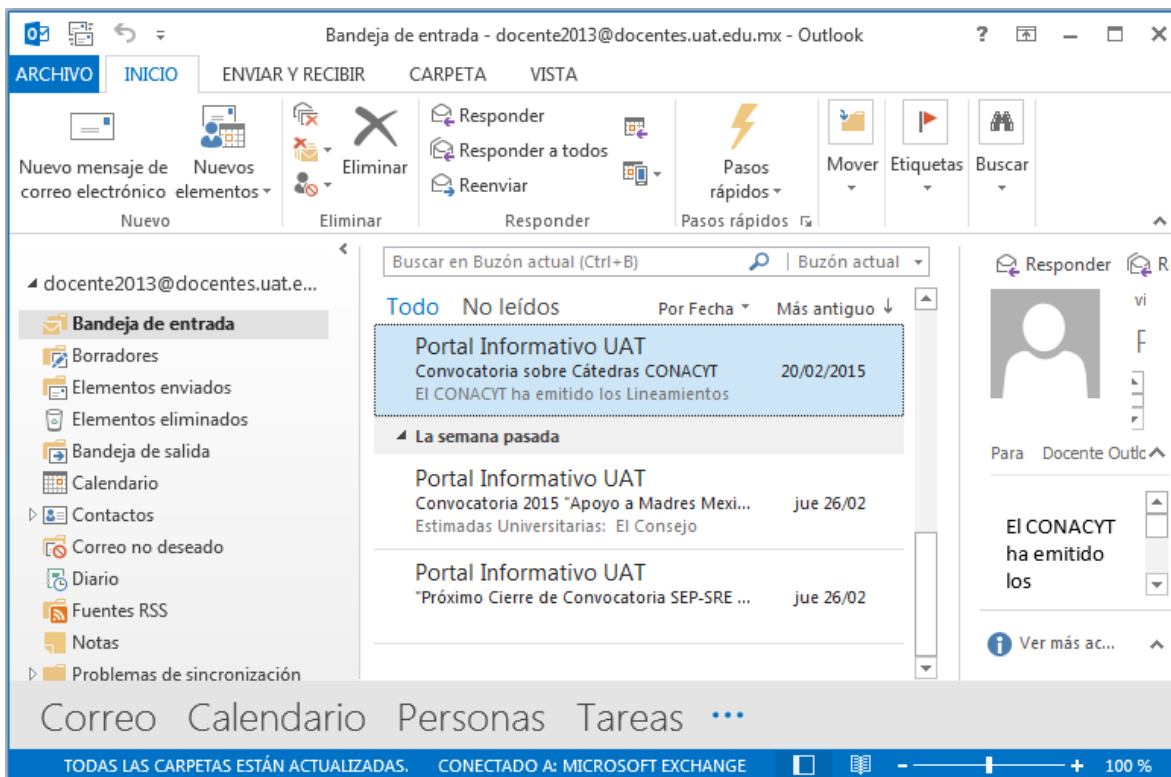 Bandeja de entrada - docente2013@docentes.uat.edu.mx - Outlook
ARCHIVO INICIO ENVIAR Y RECIBIR CARPETA VISTA
Nuevo mensaje de correo electrónico
Nuevos elementos
Nuevo
Eliminar
Eliminar
Responder
Responder a todos
Reenviar
Responder
Pasos rápidos
Pasos rápidos
Mover
Etiquetas
Buscar
docente2013@docentes.uat.e...
Bandeja de entrada
Borradores
Elementos enviados
Elementos eliminados
Bandeja de salida
Calendario
Contactos
Correo no deseado
Diario
Fuentes RSS
Notas
Problemas de sincronización
Buscar en Buzón actual (Ctrl+B) Buzón actual
Todo No leídos Por Fecha Más antiguo
Portal Informativo UAT
Convocatoria sobre Cátedras CONACYT 20/02/2015
El CONACYT ha emitido los Lineamientos
La semana pasada
Portal Informativo UAT
Convocatoria 2015 "Apoyo a Madres Mexi... jue 26/02
Estimadas Universitarias: El Consejo
Portal Informativo UAT
"Próximo Cierre de Convocatoria SEP-SRE ... jue 26/02
Responder R
vi
Para Docente Outlo
El CONACYT
ha emitido
los
Ver más ac...
Correo Calendario Personas Tareas ...
TODAS LAS CARPETAS ESTÁN ACTUALIZADAS. CONECTADO A: MICROSOFT EXCHANGE 100 %